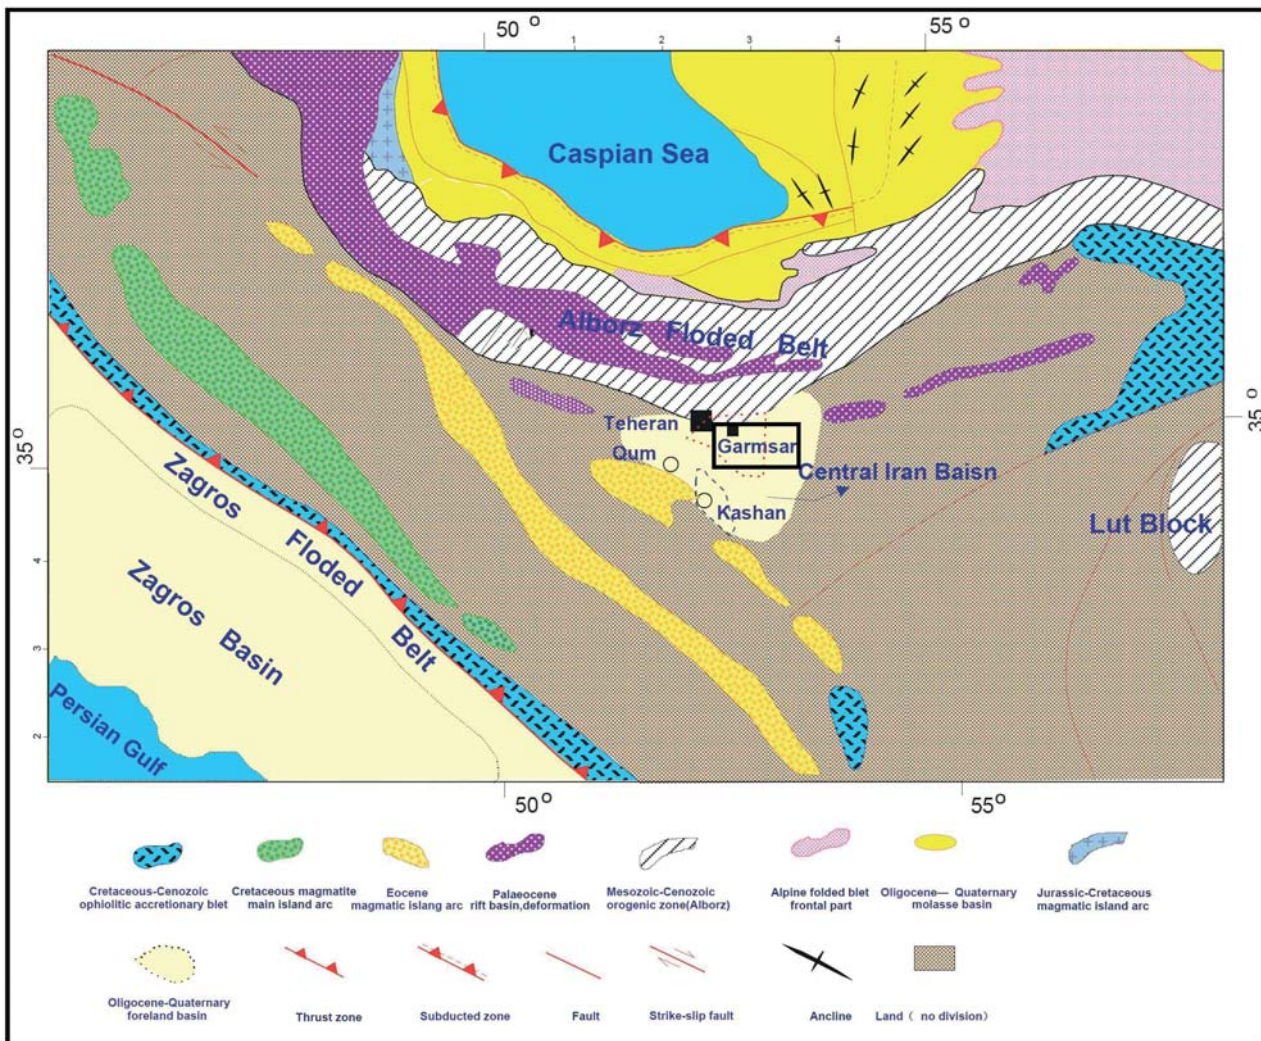 50 o
55 o
1
2
3
4
Caspian Sea
Alborz Floded Belt
35 o
35 o
Teheran
Garmsar
Qum
Central Iran Baisn
Kashan
Lut Block
Zagros Floded Belt
Zagros Basin
Persian Gulf
4
3
2
50 o
55 o
Cretaceous-Cenozoic
ophiolitic accretionary blet
Cretaceous magmatite
main island arc
Eocene
magmatic islang arc
Palaeocene
rift basin,deformation
Mesozoic-Cenozoic
orogenic zone(Alborz)
Alpine folded blet
frontal part
Oligocene— Quaternary
molasse basin
Jurassic-Cretaceous
magmatic island arc
Oligocene-Quaternary
foreland basin
Thrust zone
Subducted zone
Fault
Strike-slip fault
Ancline
Land ( no division)